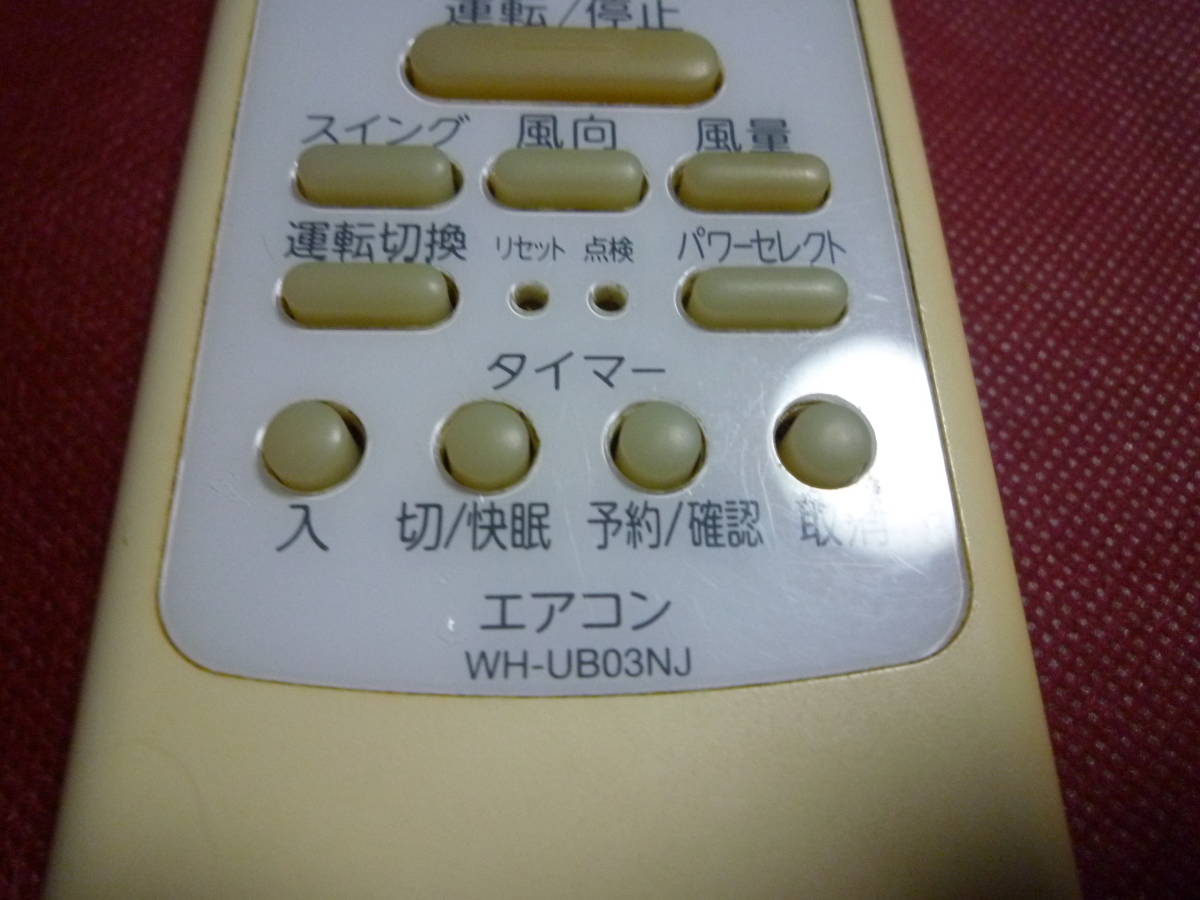 運転/停止
スイング 風向 風量
運転切換 リセット 点検 パワーセレクト
タイマー
入 切/快眠 予約/確認 取消
エアコン
WH-UB03NJ